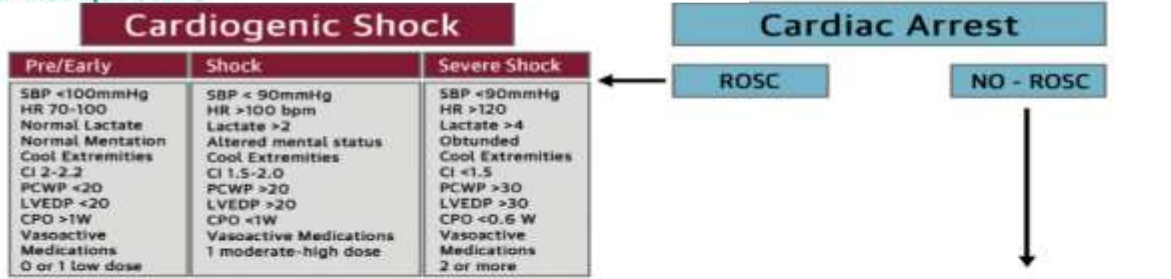 Cardiogenic Shock
Pre/Early
SBP <100mmHg
HR 70-100
Normal Lactate
Normal Mentation
Cool Extremities
CI 2-2.2
PCWP <20
LVEDP <20
CPO >1W
Vasoactive
Medications
0 or 1 low dose
Shock
SBP < 90mmHg
HR >100 bpm
Lactate >2
Altered mental status
Cool Extremities
CI 1.5-2.0
PCWP >20
LVEDP >20
CPO <1W
Vasoactive Medications
1 moderate-high dose
Severe Shock
SBP <90mmHg
HR >120
Lactate >4
Obtunded
Cool Extremities
CI <1.5
PCWP >30
LVEDP >30
CPO <0.6 W
Vasoactive
Medications
2 or more
Cardiac Arrest
ROSC
NO - ROSC